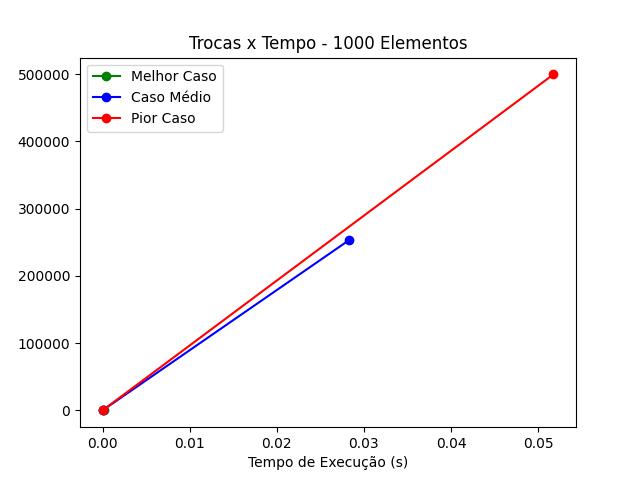 Trocas x Tempo - 1000 Elementos
Melhor Caso
Caso Médio
Pior Caso
500000
400000
300000
200000
100000
0
0.00 0.01 0.02 0.03 0.04 0.05
Tempo de Execução (s)